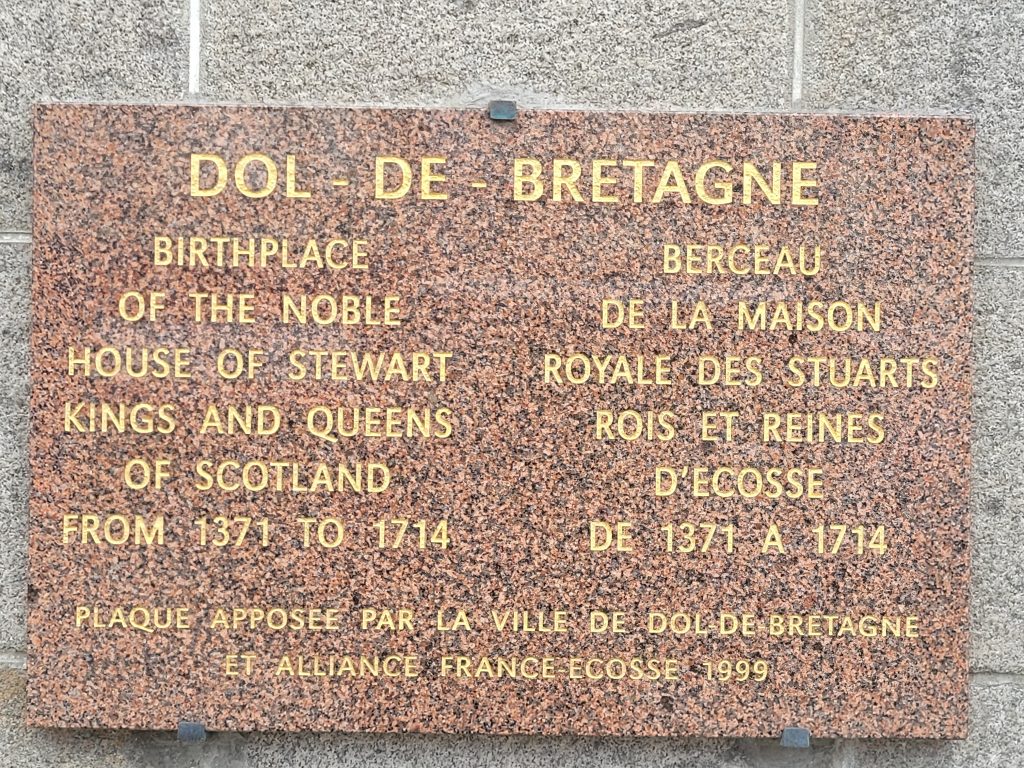 DOL - DE - BRETAGNE
BIRTHPLACE
OF THE NOBLE
HOUSE OF STEWART
KINGS AND QUEENS
OF SCOTLAND
FROM 1371 TO 1714
BERCEAU
DE LA MAISON
ROYALE DES STUARTS
ROIS ET REINES
D'ECOSSE
DE 1371 A 1714
PLAQUE APPOSEE PAR LA VILLE DE DOL-DE-BRETAGNE
ET ALLIANCE FRANCE-ECOSSE 1999